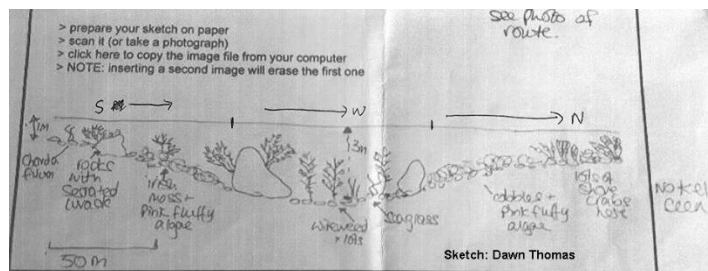 > prepare your sketch on paper
> scan it (or take a photograph)
> click here to copy the image file from your computer
> NOTE: inserting a second image will erase the first one
See photo of
route.
S
W
N
1M
3m
Chorda
filum
rocks
with
Serrated
wrack
irish
moss +
Pink fluffy
algae
wireweed
Seagrass
cobbles +
Pink fluffy
algae
lots of
Shore
Crabs
here
No kel
seen
50 m
Sketch: Dawn Thomas